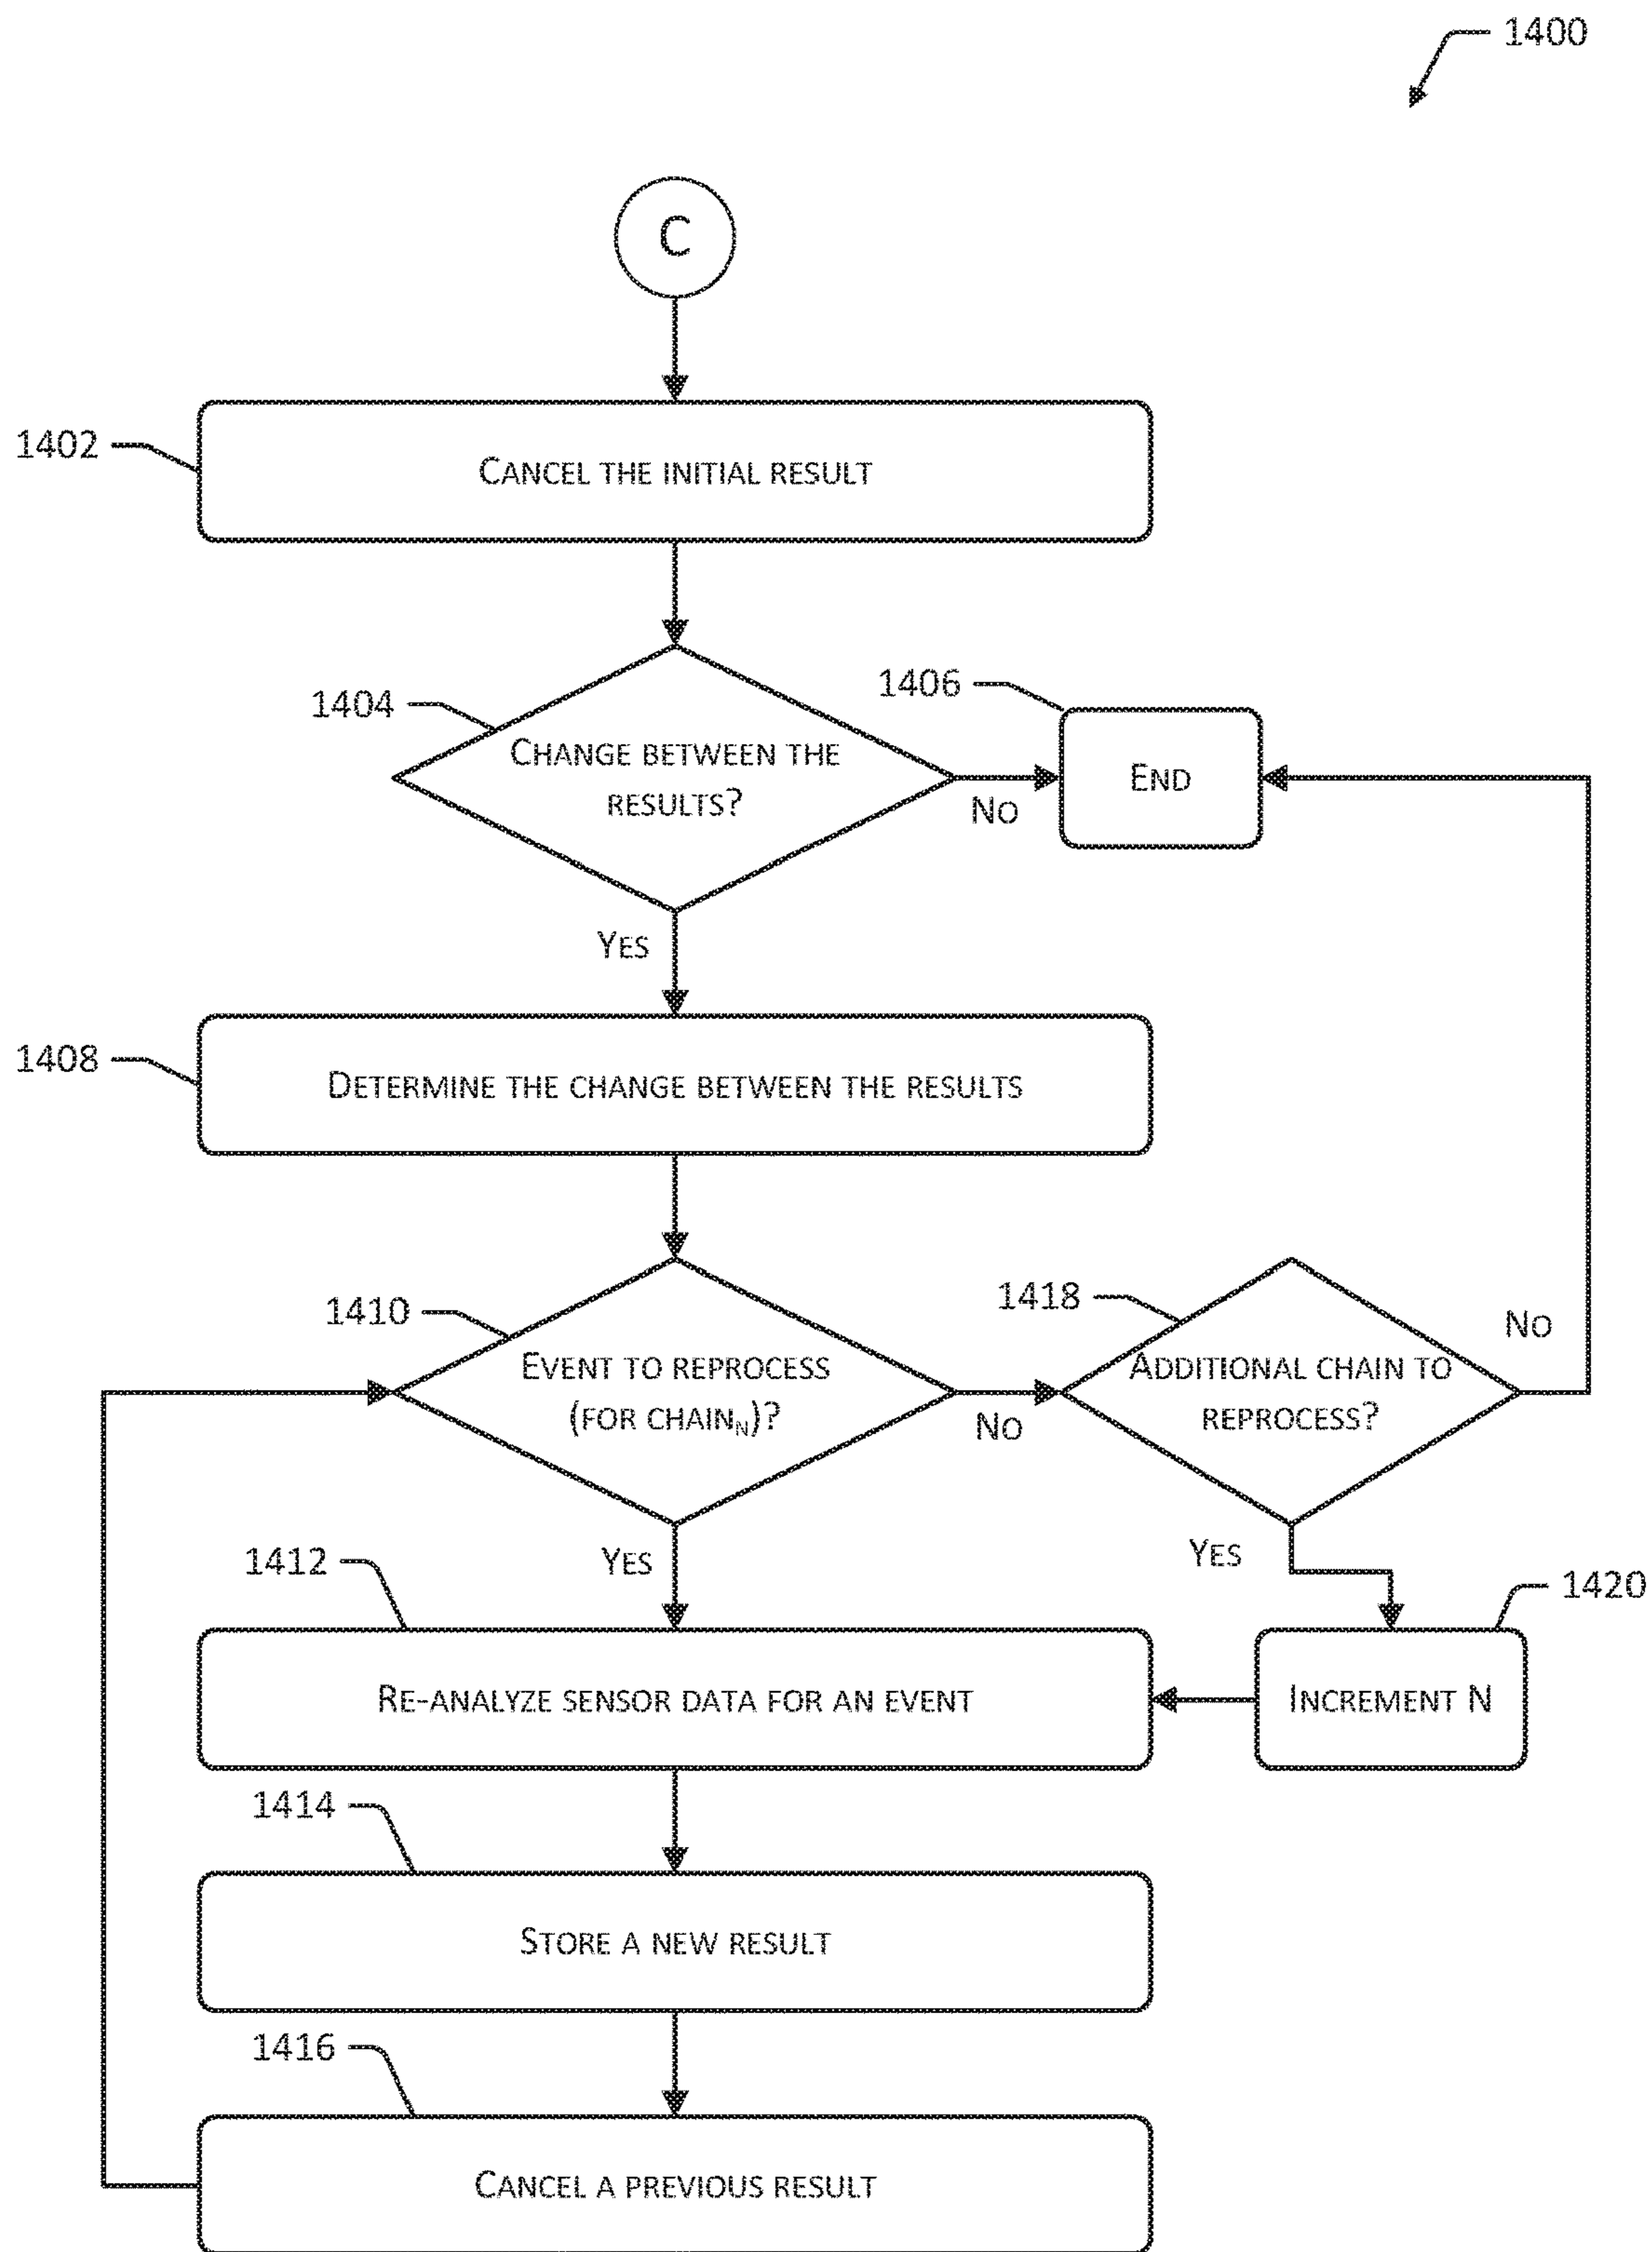 1400
C
1402
CANCEL THE INITIAL RESULT
1404
CHANGE BETWEEN THE
RESULTS?
1406
END
NO
YES
1408
DETERMINE THE CHANGE BETWEEN THE RESULTS
1410
EVENT TO REPROCESS
(FOR CHAIN_N)?
NO
1418
ADDITIONAL CHAIN TO
REPROCESS?
NO
YES
YES
1412
RE-ANALYZE SENSOR DATA FOR AN EVENT
1420
INCREMENT N
1414
STORE A NEW RESULT
1416
CANCEL A PREVIOUS RESULT